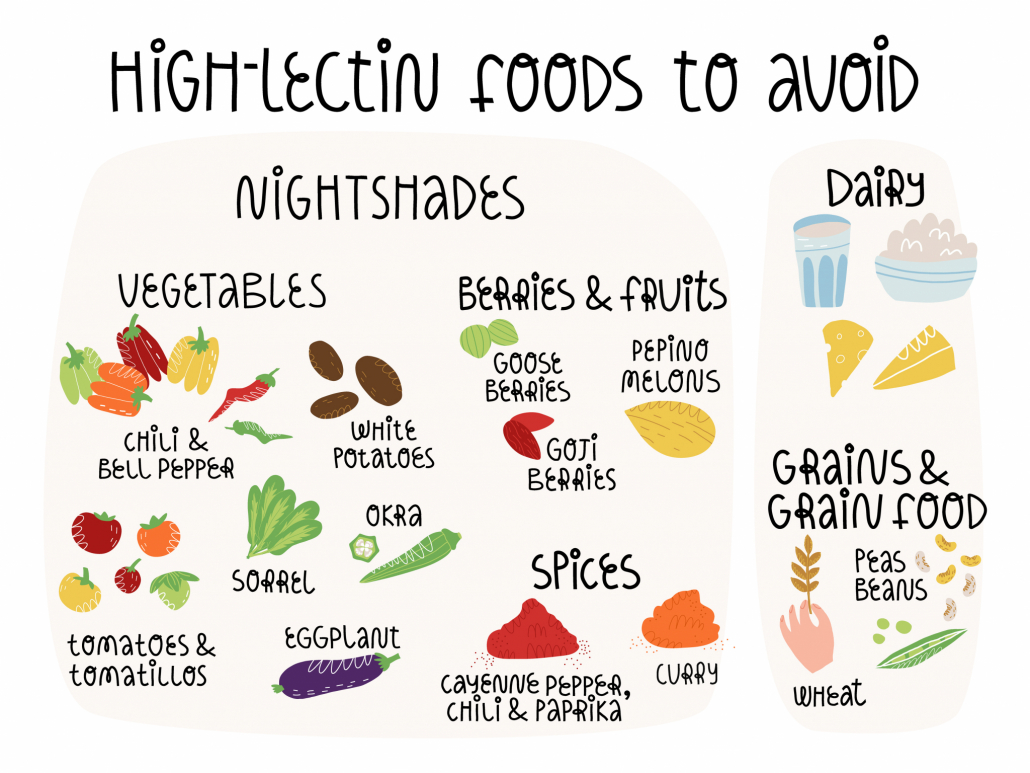 HIGH-LECTIN FOODS TO AVOID
NIGHTSHADES
VEGETABLES
CHILI &
BELL PEPPER
WHITE
POTATOES
SORREL
OKRA
TOMATOES &
TOMATILLOS
EGGPLANT
BERRIES & FRUITS
GOOSE
BERRIES
PEPINO
MELONS
GOJI
BERRIES
SPICES
CAYENNE PEPPER,
CHILI & PAPRIKA
CURRY
DAIRY
GRAINS &
GRAIN FOOD
PEAS
BEANS
WHEAT